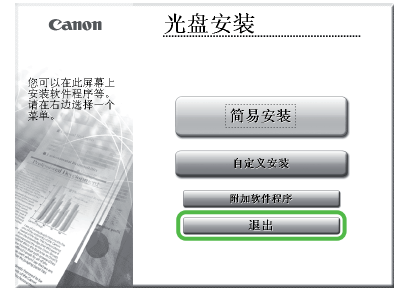 Canon
光盘安装
您可以在此屏幕上
安装软件程序等。
请在右边选择一个
菜单。
简易安装
自定义安装
附加软件程序
退出